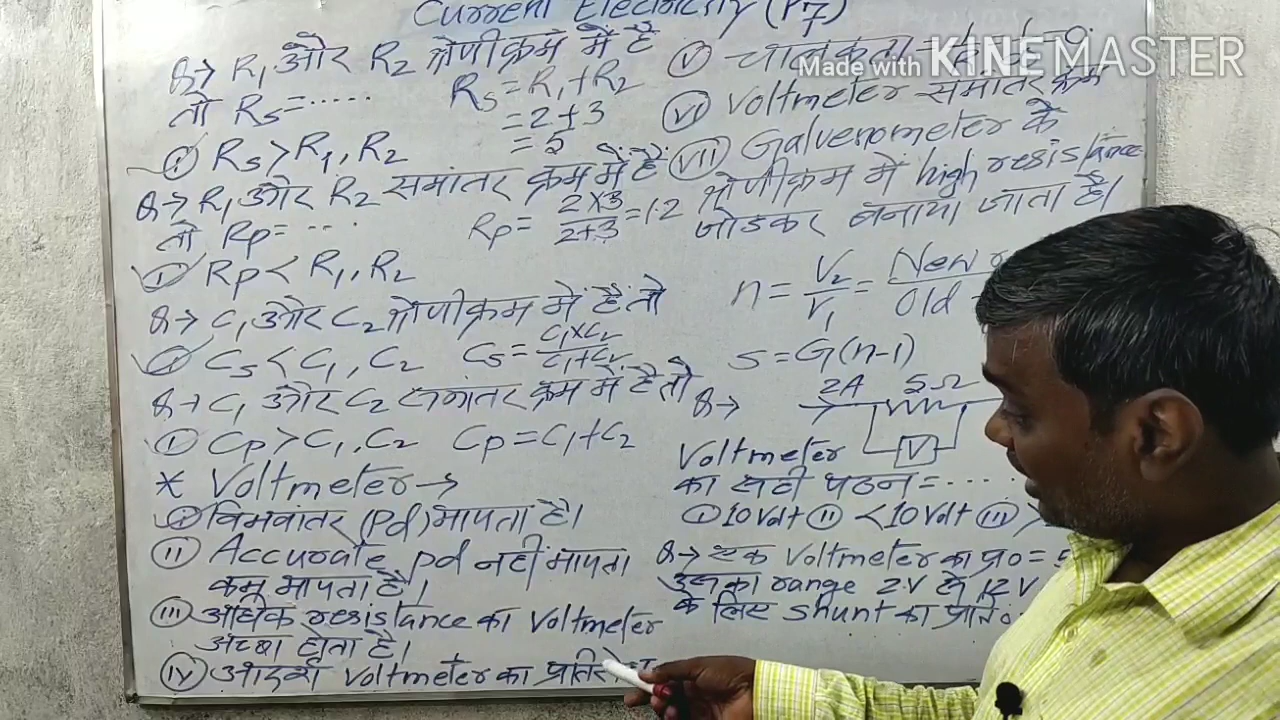 Current Electricity (P7)
Q→ R₁ और R₂ श्रेणीक्रम में है
तो Rs = ..... Rs = R₁ + R₂
= 2 + 3
= 5
(i) Rs > R₁, R₂
Q→ R₁ और R₂ समांतर क्रम में है
तो Rp = ... Rp = 2×3/2+3 = 1.2
(i) Rp < R₁, R₂
Q→ C₁ और C₂ श्रेणीक्रम में है तो
(i) Cs < C₁, C₂ Cs = C₁×C₂/C₁+C₂
Q→ C₁ और C₂ समांतर क्रम में है तो
(i) Cp > C₁, C₂ Cp = C₁ + C₂
* Voltmeter →
(i) विभवांतर (Pd) मापता है।
(ii) Accurate pd नहीं मापता
कम मापता है।
(iii) अधिक resistance का Voltmeter
अच्छा होता है।
(iv) आदर्श Voltmeter का
(v) चालकता
(vi) Voltmeter समांतर क्रम
(vii) Galvenometer के
श्रेणीक्रम में high resistance
जोडकर बनाया जाता है।
n = V₂/V₁ = New/Old
S = G(n-1)
Q→ 2A 5Ω
V
Voltmeter
का सही पठन = .....
(i) 10 Volt (ii) < 10 Volt (iii) >
Q→ एक Voltmeter का प्र० = 5
उसका range 2V से 12V
के लिए shunt का
Made with KINEMASTER